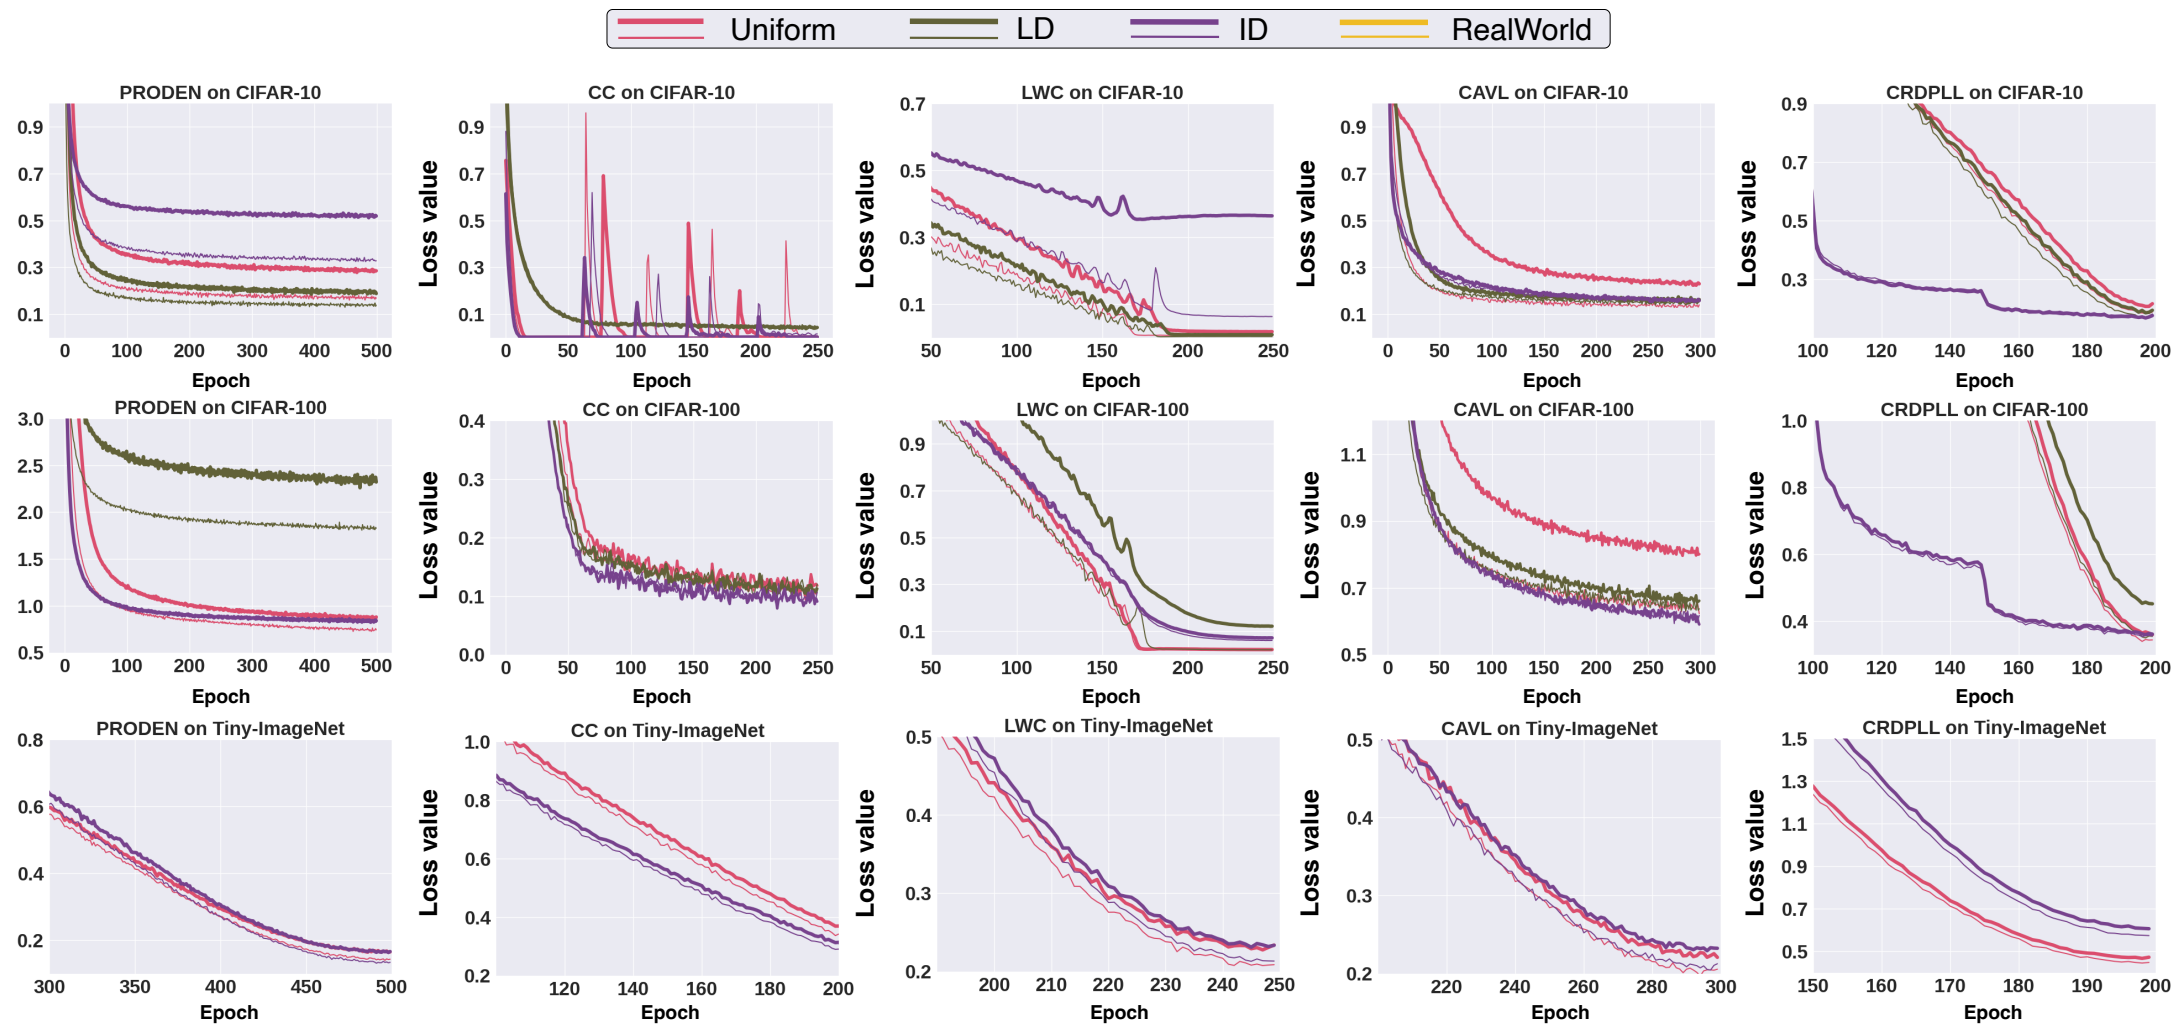 Uniform LD ID RealWorld
PRODEN on CIFAR-10 CC on CIFAR-10 LWC on CIFAR-10 CAVL on CIFAR-10 CRDPLL on CIFAR-10
0.9 0.7 0.5 0.3 0.1
0 100 200 300 400 500
Epoch
Loss value
0.9 0.7 0.5 0.3 0.1
0 50 100 150 200 250
Epoch
Loss value
0.7 0.5 0.3 0.1
50 100 150 200 250
Epoch
Loss value
0.9 0.7 0.5 0.3 0.1
0 50 100 150 200 250 300
Epoch
Loss value
0.9 0.7 0.5 0.3
100 120 140 160 180 200
Epoch
PRODEN on CIFAR-100 CC on CIFAR-100 LWC on CIFAR-100 CAVL on CIFAR-100 CRDPLL on CIFAR-100
3.0 2.5 2.0 1.5 1.0 0.5
0 100 200 300 400 500
Epoch
Loss value
0.4 0.3 0.2 0.1 0.0
0 50 100 150 200 250
Epoch
Loss value
0.9 0.7 0.5 0.3 0.1
50 100 150 200 250
Epoch
Loss value
1.1 0.9 0.7 0.5
0 50 100 150 200 250 300
Epoch
Loss value
1.0 0.8 0.6 0.4
100 120 140 160 180 200
Epoch
PRODEN on Tiny-ImageNet CC on Tiny-ImageNet LWC on Tiny-ImageNet CAVL on Tiny-ImageNet CRDPLL on Tiny-ImageNet
0.8 0.6 0.4 0.2
300 350 400 450 500
Epoch
Loss value
1.0 0.8 0.6 0.4 0.2
120 140 160 180 200
Epoch
Loss value
0.5 0.4 0.3 0.2
200 210 220 230 240 250
Epoch
Loss value
0.5 0.4 0.3 0.2
220 240 260 280 300
Epoch
Loss value
1.5 1.3 1.1 0.9 0.7 0.5
150 160 170 180 190 200
Epoch